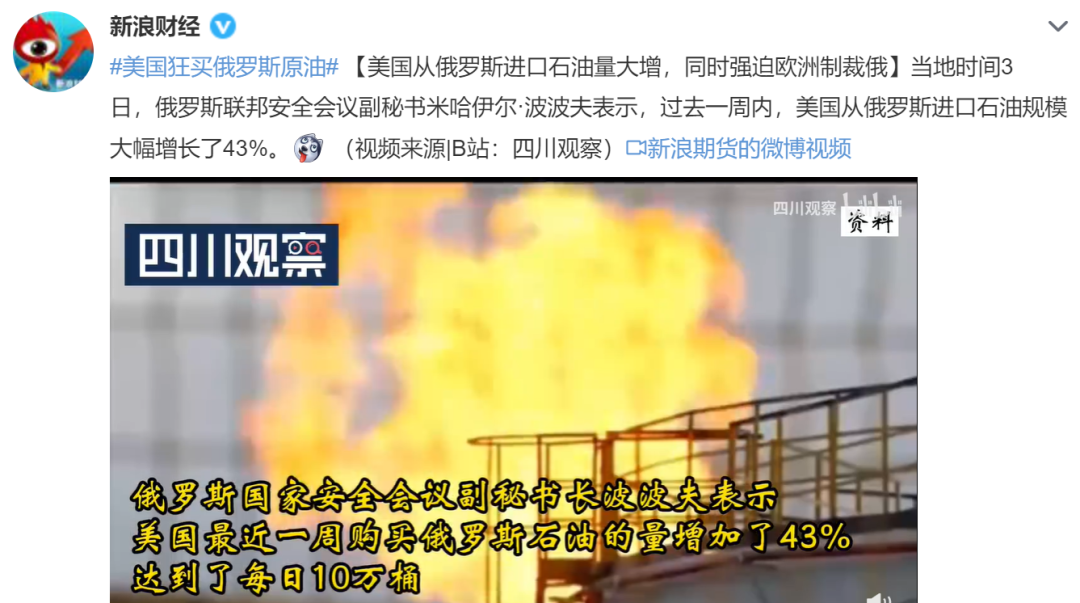 新浪财经
#美国狂买俄罗斯原油#【美国从俄罗斯进口石油量大增，同时强迫欧洲制裁俄】当地时间3
日，俄罗斯联邦安全会议副秘书米哈伊尔·波波夫表示，过去一周内，美国从俄罗斯进口石油规模
大幅增长了43%。（视频来源|B站：四川观察）新浪期货的微博视频
四川观察
四川观察
资料
俄罗斯国家安全会议副秘书长波波夫表示
美国最近一周购买俄罗斯石油的量增加了43%
达到了每日10万桶